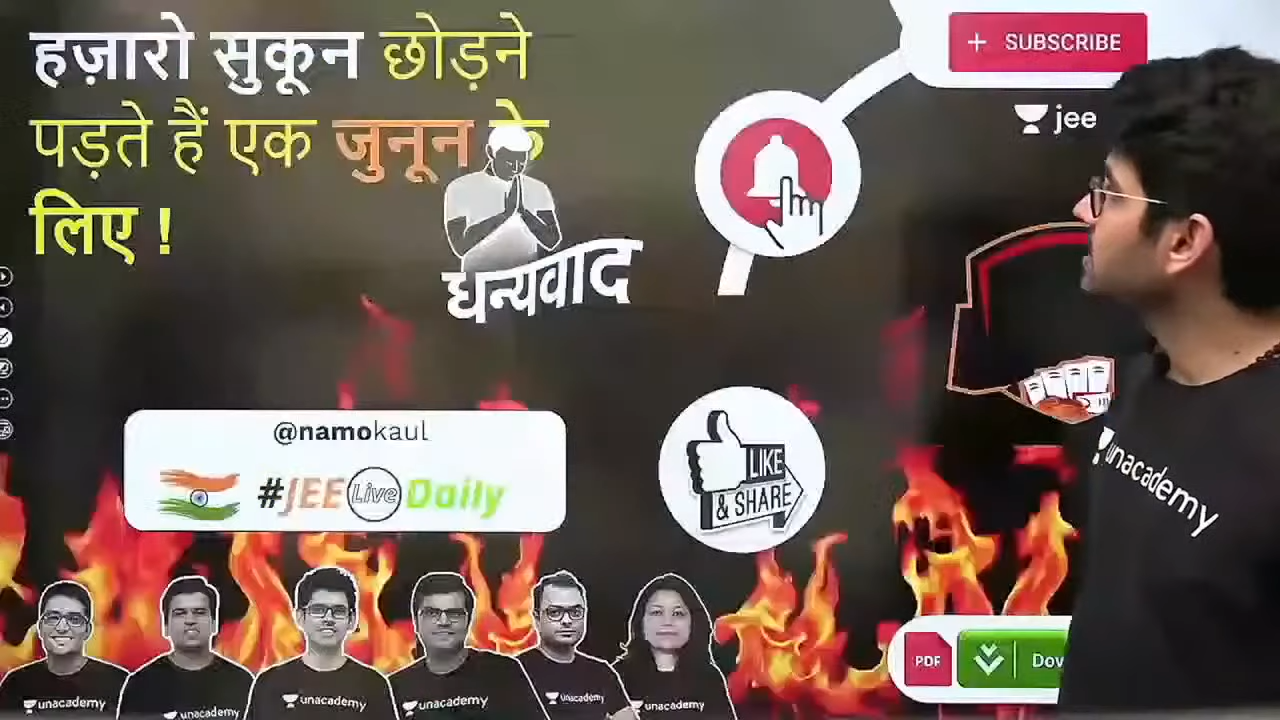 हज़ारो सुकून छोड़ने
पड़ते हैं एक जुनून के
लिए !
धन्यवाद
+ SUBSCRIBE
jee
@namokaul
#JEE Live Daily
LIKE
& SHARE
unacademy
PDF
Dow
unacademy
unacademy
unacademy
unacademy
unacademy
unacademy